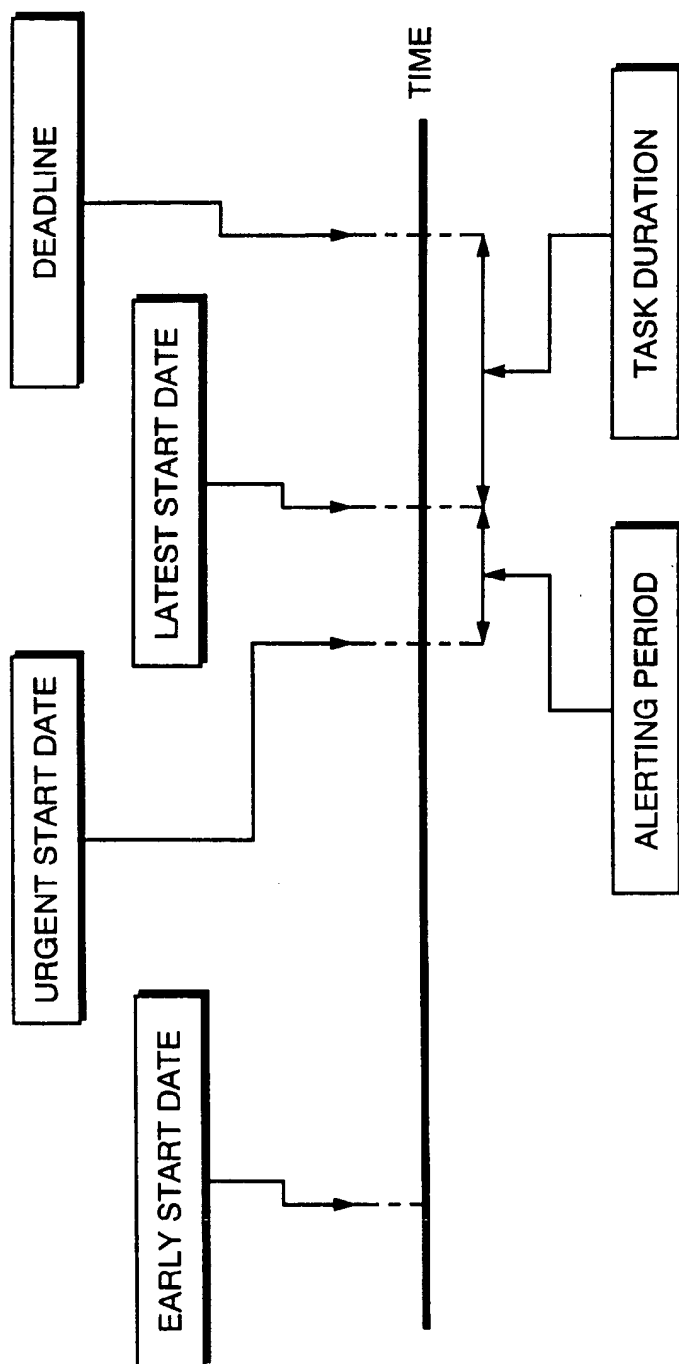 URGENT START DATE
DEADLINE
EARLY START DATE
LATEST START DATE
TIME
ALERTING PERIOD
TASK DURATION